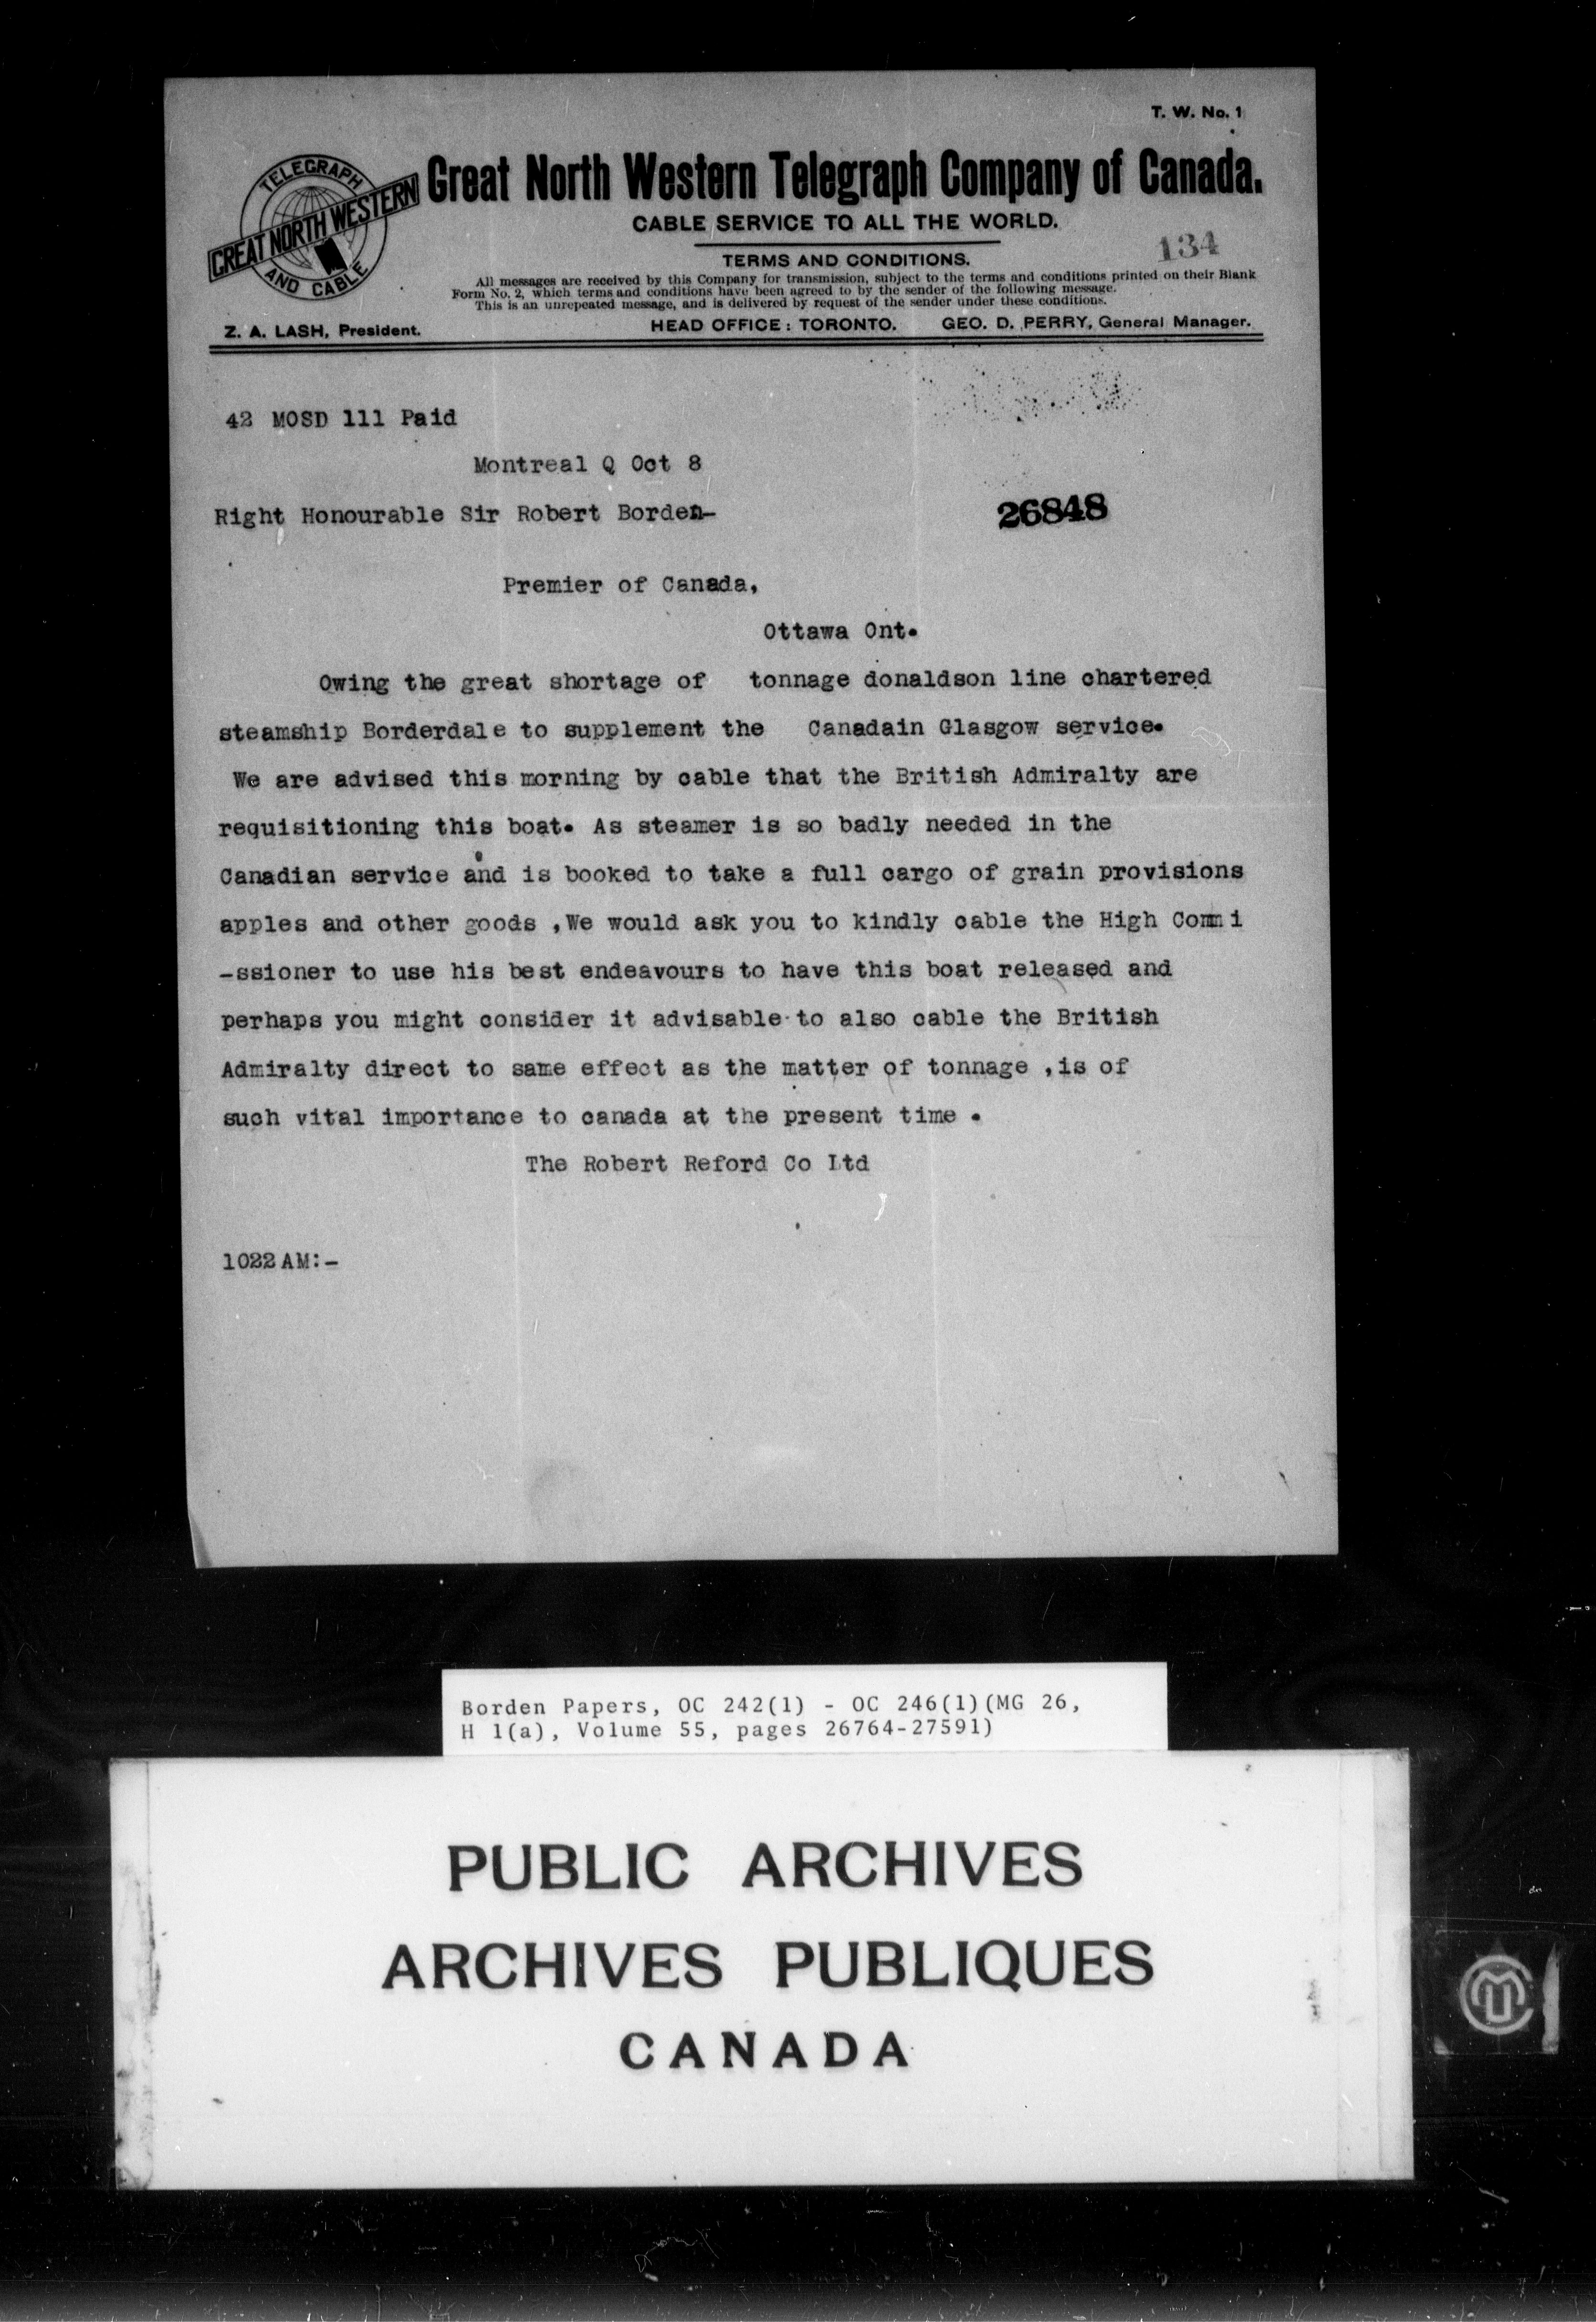 T. W. No. 1
TELEGRAPH
GREAT NORTH WESTERN
AND CABLE
Great North Western Telegraph Company of Canada.
CABLE SERVICE TO ALL THE WORLD.
134
TERMS AND CONDITIONS.
All messages are received by this Company for transmission, subject to the terms and conditions printed on their Blank
Form No. 2, which terms and conditions have been agreed to by the sender of the following message.
This is an unrepeated message, and is delivered by request of the sender under these conditions.
Z. A. LASH, President. HEAD OFFICE: TORONTO. GEO. D. PERRY, General Manager.
42 MOSD 111 Paid
Montreal Q Oct 8
Right Honourable Sir Robert Borden-
26848
Premier of Canada,
Ottawa Ont.
Owing the great shortage of tonnage donaldson line chartered
steamship Borderdale to supplement the Canadain Glasgow service.
We are advised this morning by cable that the British Admiralty are
requisitioning this boat. As steamer is so badly needed in the
Canadian service and is booked to take a full cargo of grain provisions
apples and other goods ,We would ask you to kindly cable the High Commi
-ssioner to use his best endeavours to have this boat released and
perhaps you might consider it advisable to also cable the British
Admiralty direct to same effect as the matter of tonnage ,is of
such vital importance to canada at the present time .
The Robert Reford Co Ltd
1022AM:-
Borden Papers, OC 242(1) - OC 246(1)(MG 26,
H 1(a), Volume 55, pages 26764-27591)
PUBLIC ARCHIVES
ARCHIVES PUBLIQUES
CANADA